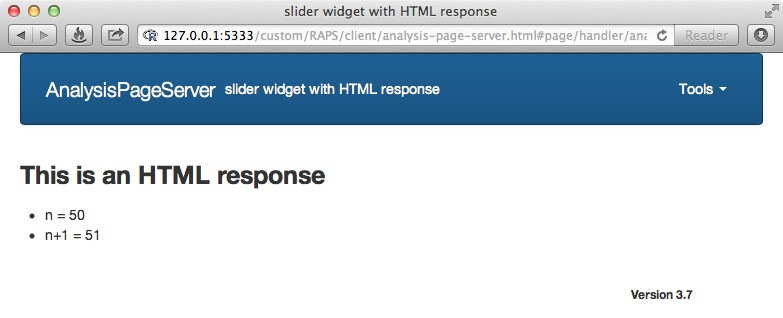 slider widget with HTML response
127.0.0.1:5333/custom/RAPS/client/analysis-page-server.html#page/handler/ana
Reader
AnalysisPageServer slider widget with HTML response Tools
This is an HTML response
• n = 50
• n+1 = 51
Version 3.7